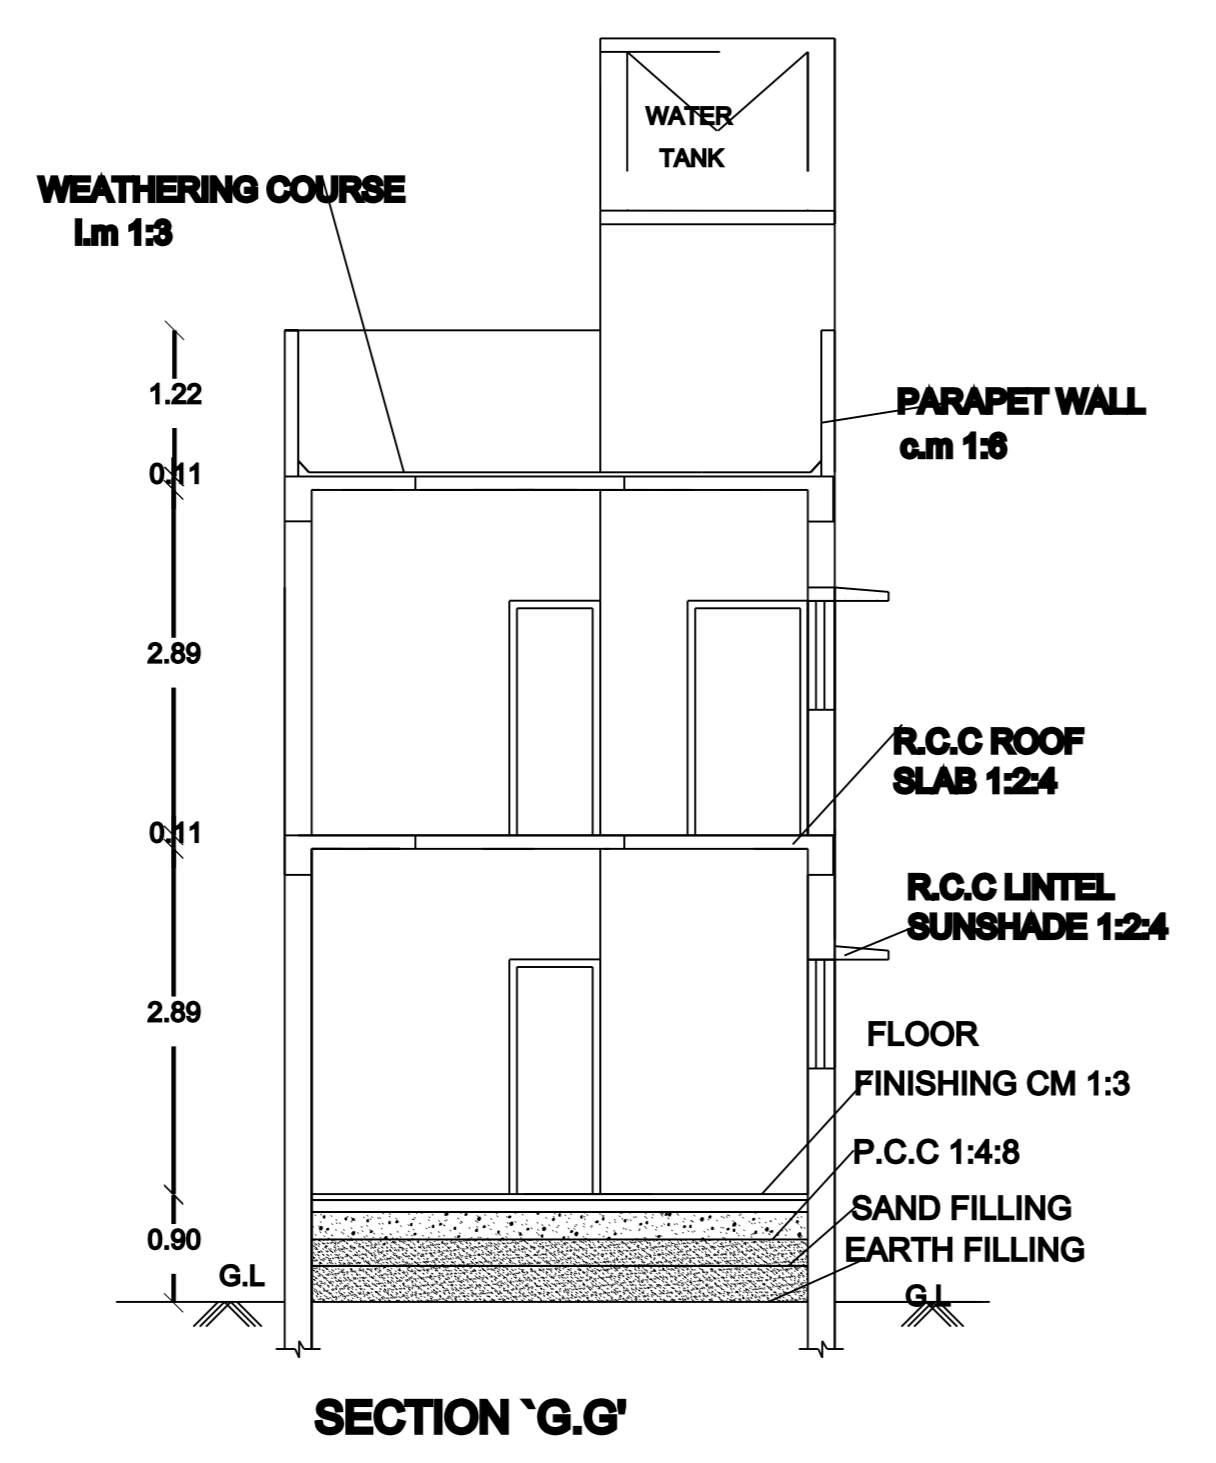 WATER
TANK
WEATHERING COURSE
l.m 1:3
1.22
PARAPET WALL
c.m 1:6
0.11
2.89
R.C.C ROOF
SLAB 1:2:4
0.11
R.C.C LINTEL
SUNSHADE 1:2:4
2.89
FLOOR
FINISHING CM 1:3
P.C.C 1:4:8
SAND FILLING
0.90
EARTH FILLING
G.L
G.L
SECTION `G.G'